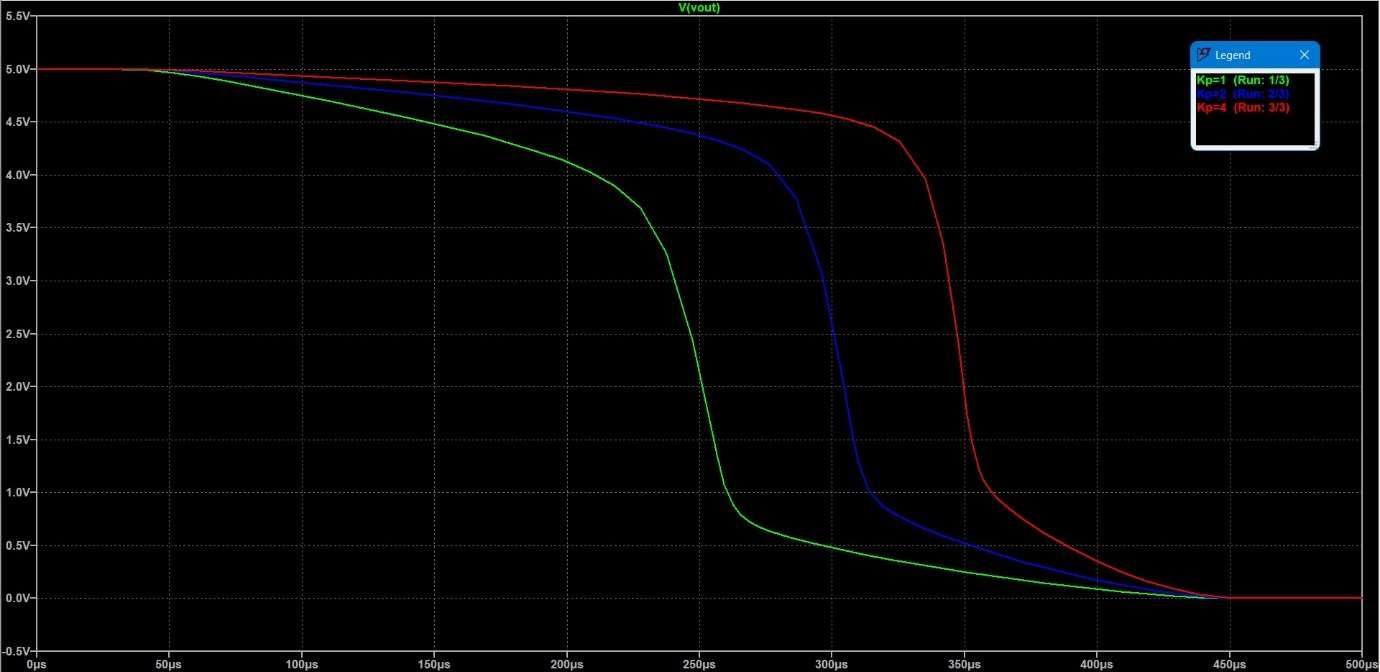 V(vout)
5.5V
5.0V
4.5V
4.0V
3.5V
3.0V
2.5V
2.0V
1.5V
1.0V
0.5V
0.0V
-0.5V
Legend
Kp=1 (Run: 1/3)
Kp=2 (Run: 2/3)
Kp=4 (Run: 3/3)
0µs 50µs 100µs 150µs 200µs 250µs 300µs 350µs 400µs 450µs 500µs